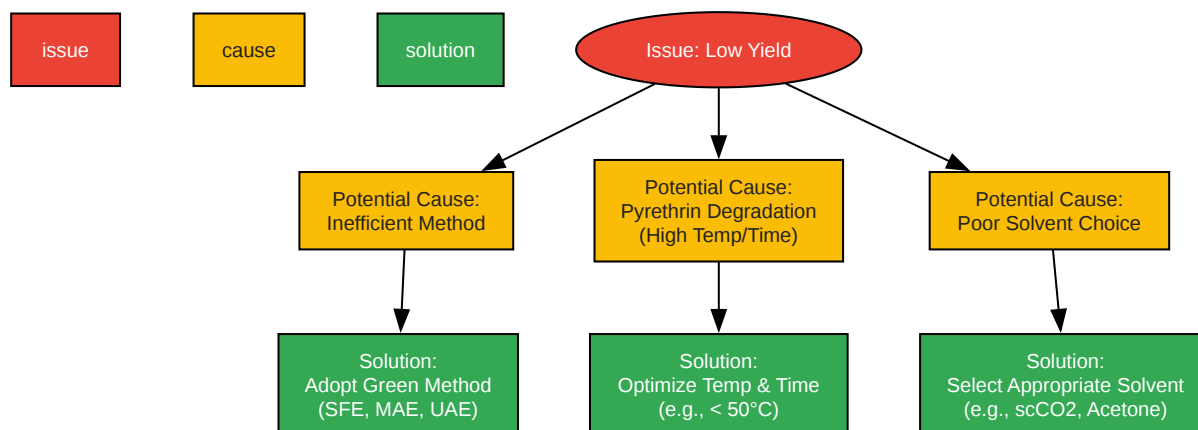 issue
cause
solution
Issue: Low Yield
Potential Cause:
Inefficient Method
Potential Cause:
Pyrethrin Degradation
(High Temp/Time)
Potential Cause:
Poor Solvent Choice
Solution:
Adopt Green Method
(SFE, MAE, UAE)
Solution:
Optimize Temp & Time
(e.g., < 50°C)
Solution:
Select Appropriate Solvent
(e.g., scCO2, Acetone)